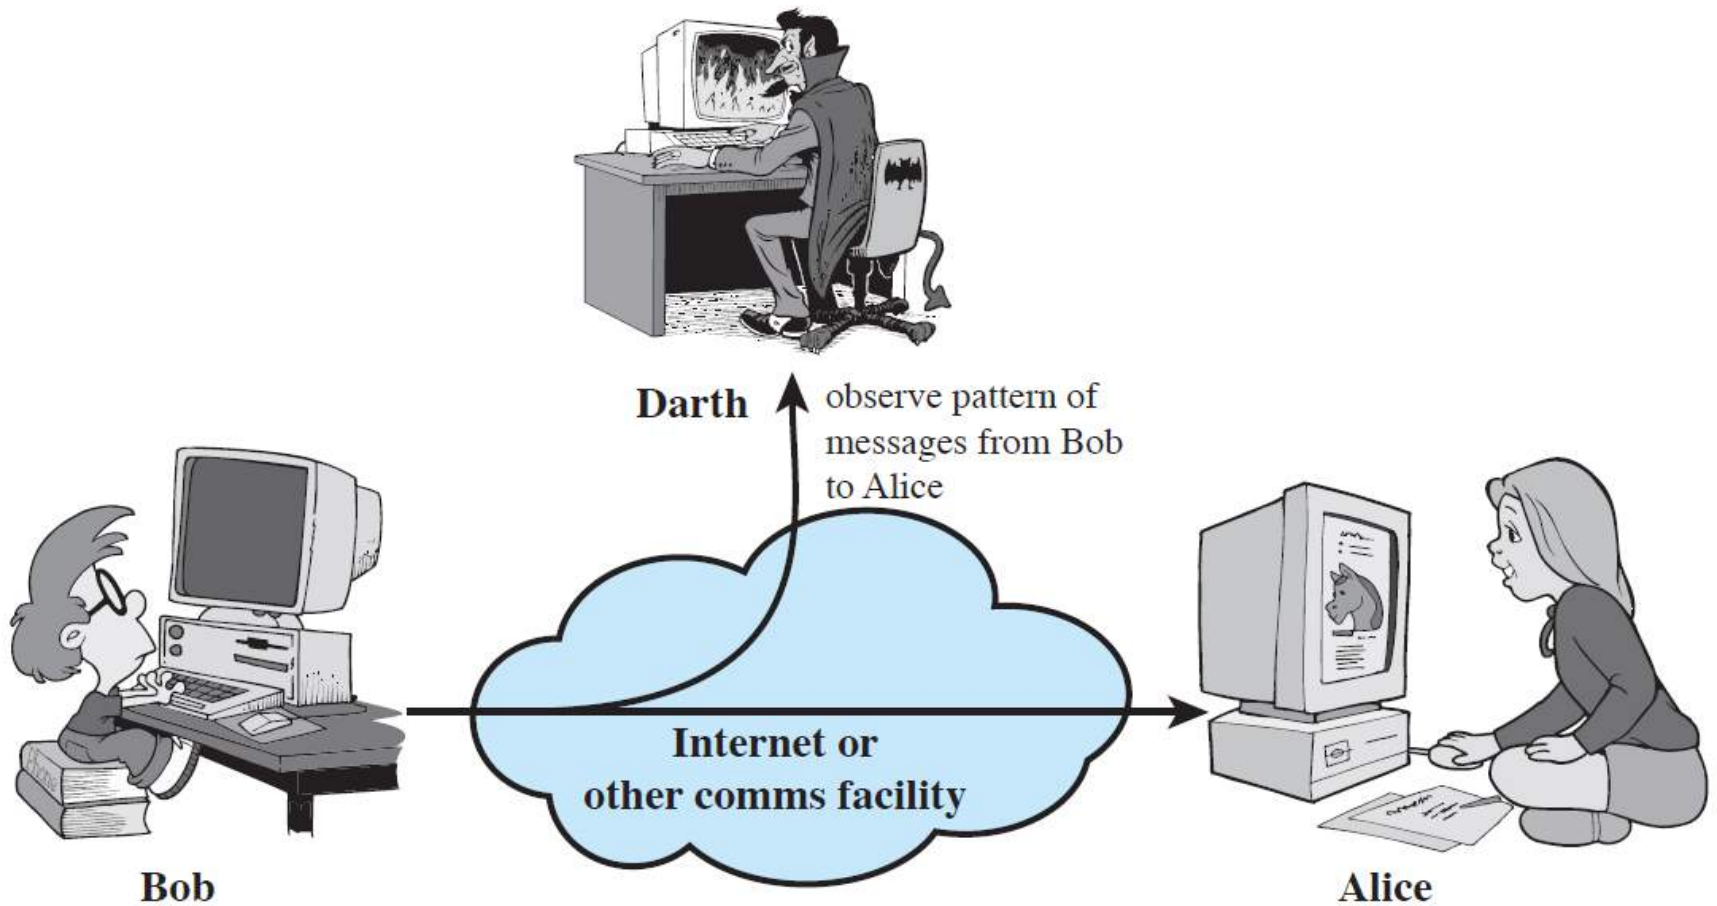 Darth
observe pattern of
messages from Bob
to Alice
Internet or
other comms facility
Bob
Alice